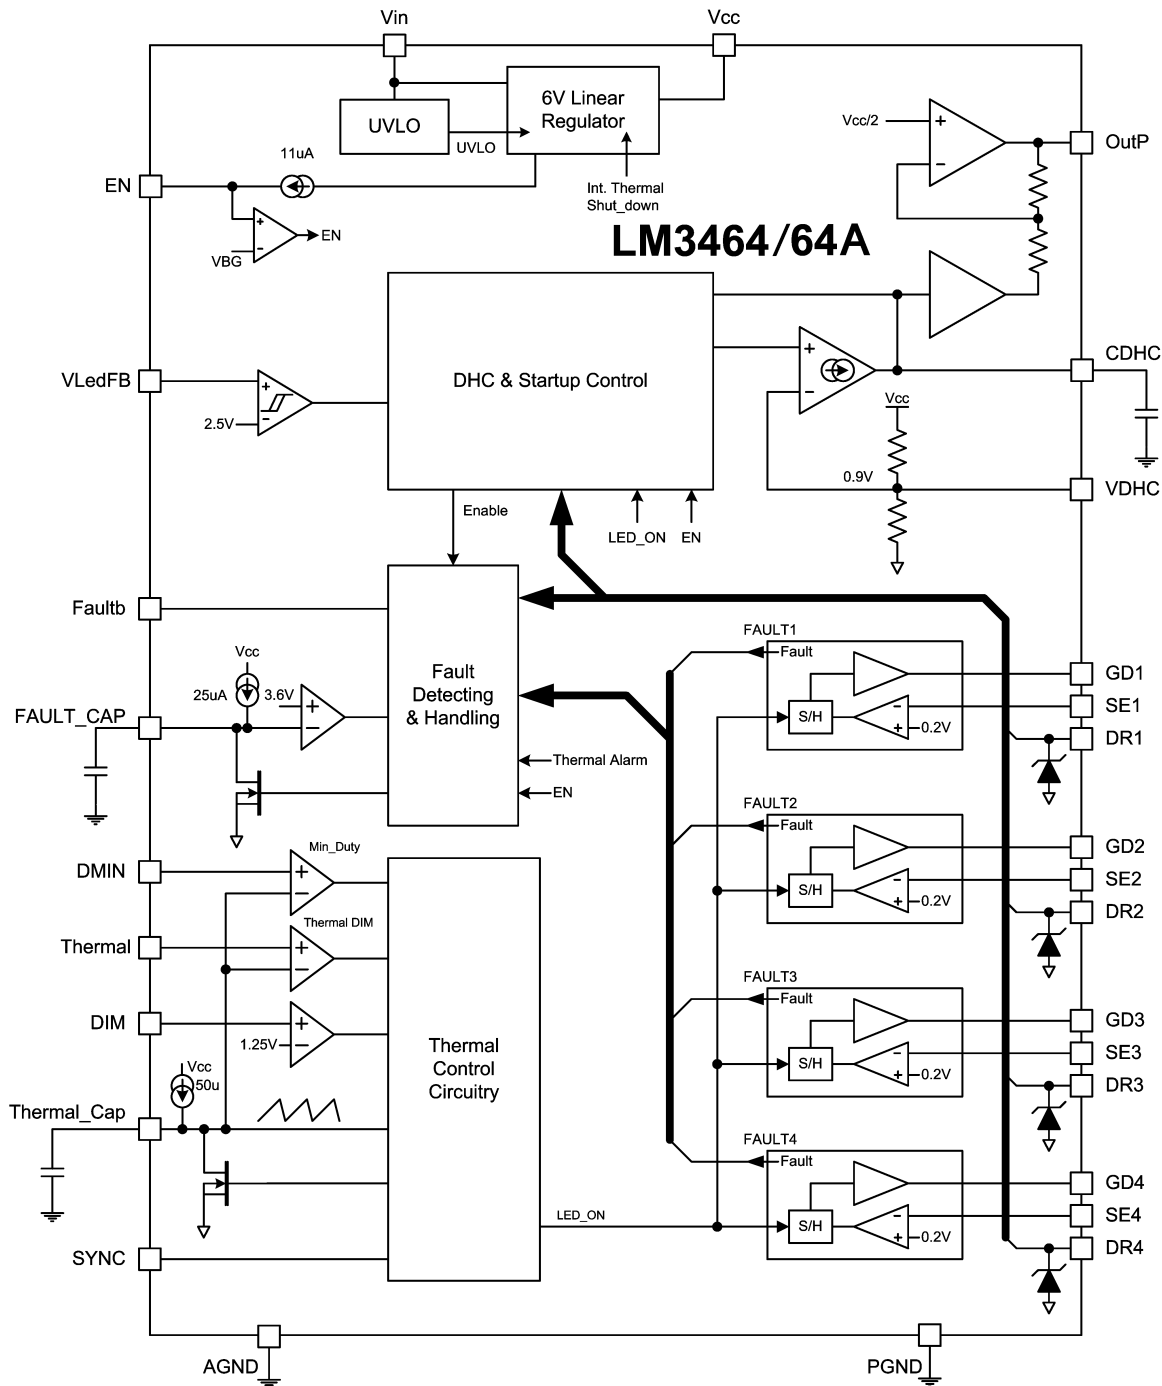 Vin
Vcc
6V Linear
Regulator
UVLO
UVLO
Int. Thermal
Shut_down
11uA
EN
+
-
VBG
EN
LM3464/64A
Vcc/2
+
-
OutP
CDHC
VLedFB
+
-
2.5V
DHC & Startup Control
+
-
Vcc
0.9V
VDHC
Enable
LED_ON
EN
Faultb
Vcc
25uA
3.6V
+
-
FAULT_CAP
Fault
Detecting
& Handling
Thermal Alarm
EN
FAULT1
Fault
S/H
-
+
0.2V
GD1
SE1
DR1
FAULT2
Fault
S/H
-
+
0.2V
GD2
SE2
DR2
DMIN
Min_Duty
+
-
Thermal
Thermal DIM
+
-
DIM
+
-
1.25V
Vcc
50u
Thermal_Cap
Thermal
Control
Circuitry
LED_ON
SYNC
FAULT3
Fault
S/H
-
+
0.2V
GD3
SE3
DR3
FAULT4
Fault
S/H
-
+
0.2V
GD4
SE4
DR4
AGND
PGND